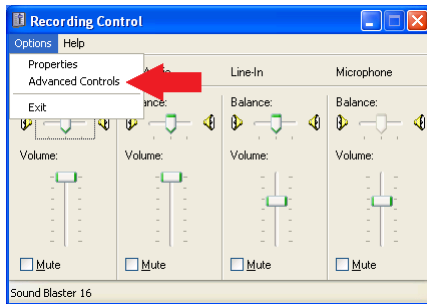 Recording Control
Options Help
Properties
Advanced Controls
Exit
Line-In Microphone
Balance: Balance:
Volume: Volume: Volume: Volume:
Mute Mute Mute Mute
Sound Blaster 16